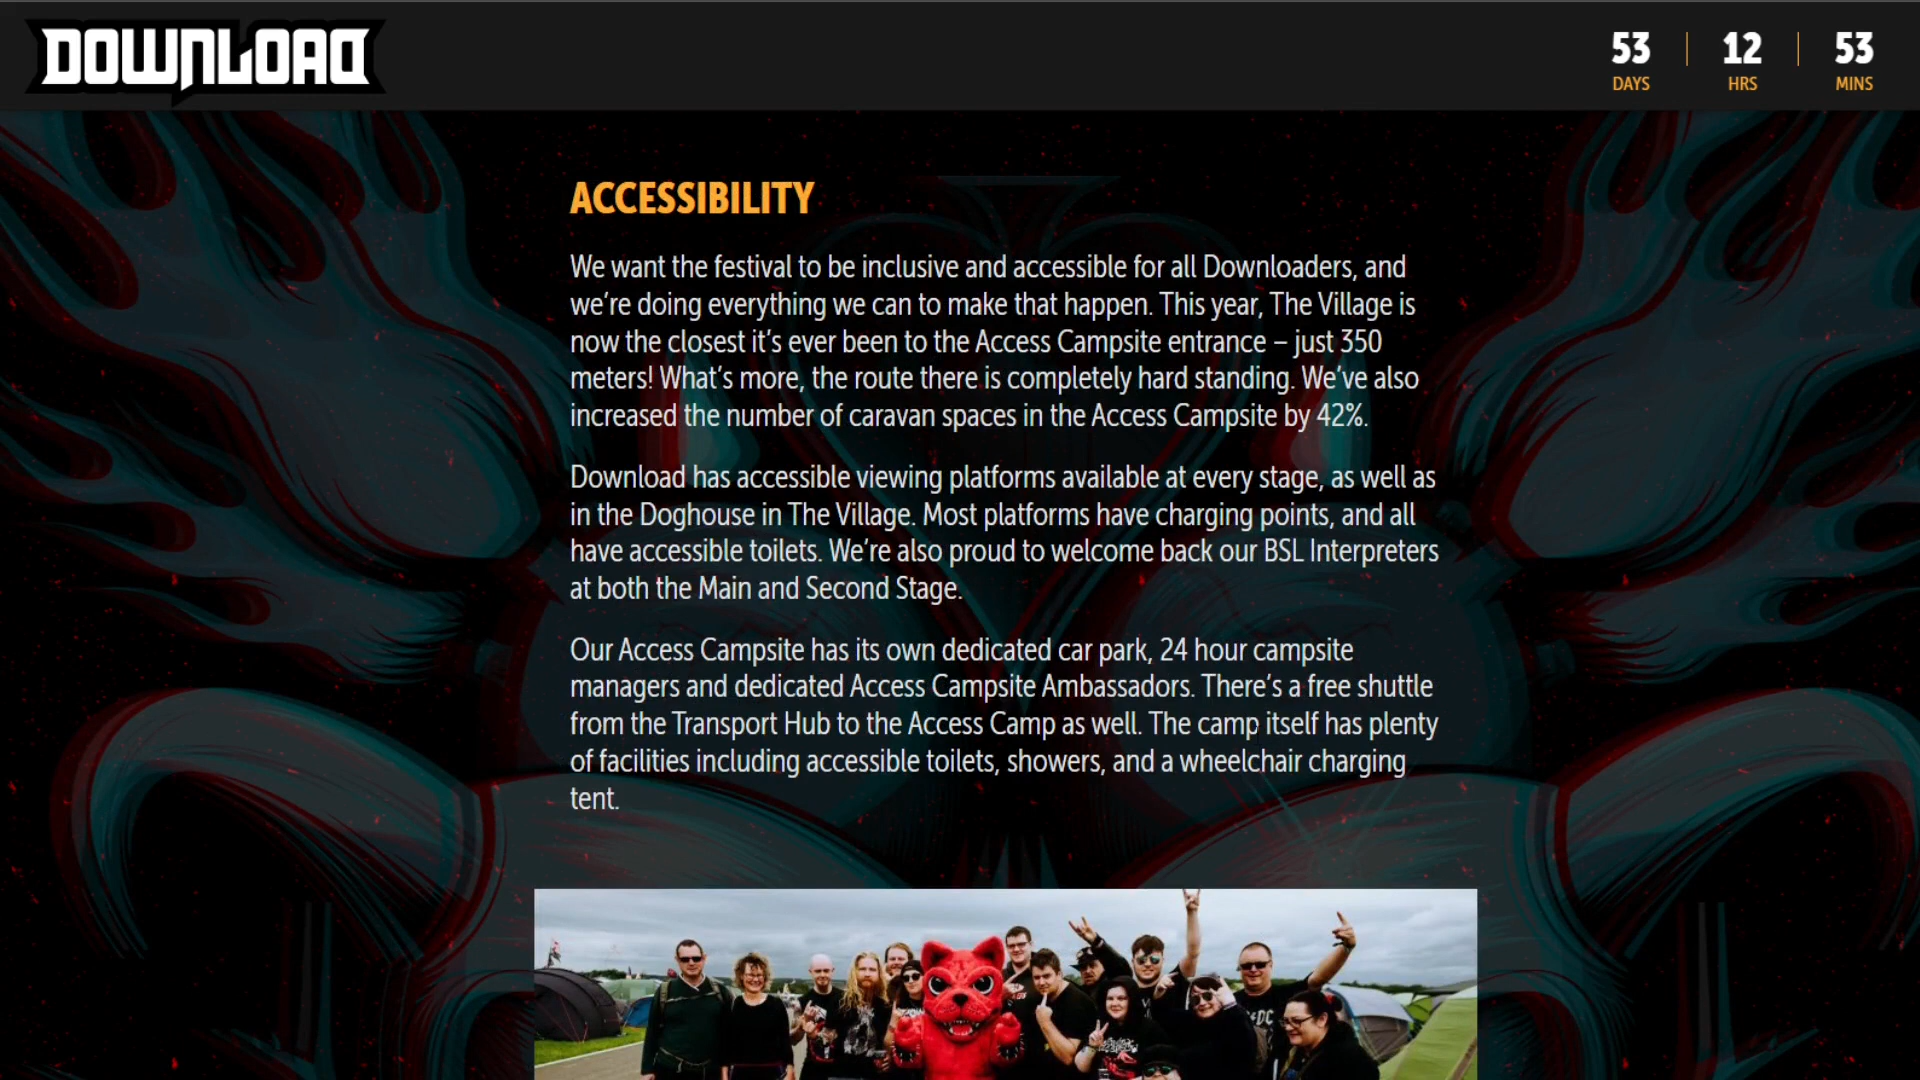 DOWNLOAD
53 12 53
DAYS HRS MINS
ACCESSIBILITY
We want the festival to be inclusive and accessible for all Downloaders, and
we’re doing everything we can to make that happen. This year, The Village is
now the closest it’s ever been to the Access Campsite entrance – just 350
meters! What’s more, the route there is completely hard standing. We’ve also
increased the number of caravan spaces in the Access Campsite by 42%.
Download has accessible viewing platforms available at every stage, as well as
in the Doghouse in The Village. Most platforms have charging points, and all
have accessible toilets. We’re also proud to welcome back our BSL Interpreters
at both the Main and Second Stage.
Our Access Campsite has its own dedicated car park, 24 hour campsite
managers and dedicated Access Campsite Ambassadors. There’s a free shuttle
from the Transport Hub to the Access Camp as well. The camp itself has plenty
of facilities including accessible toilets, showers, and a wheelchair charging
tent.